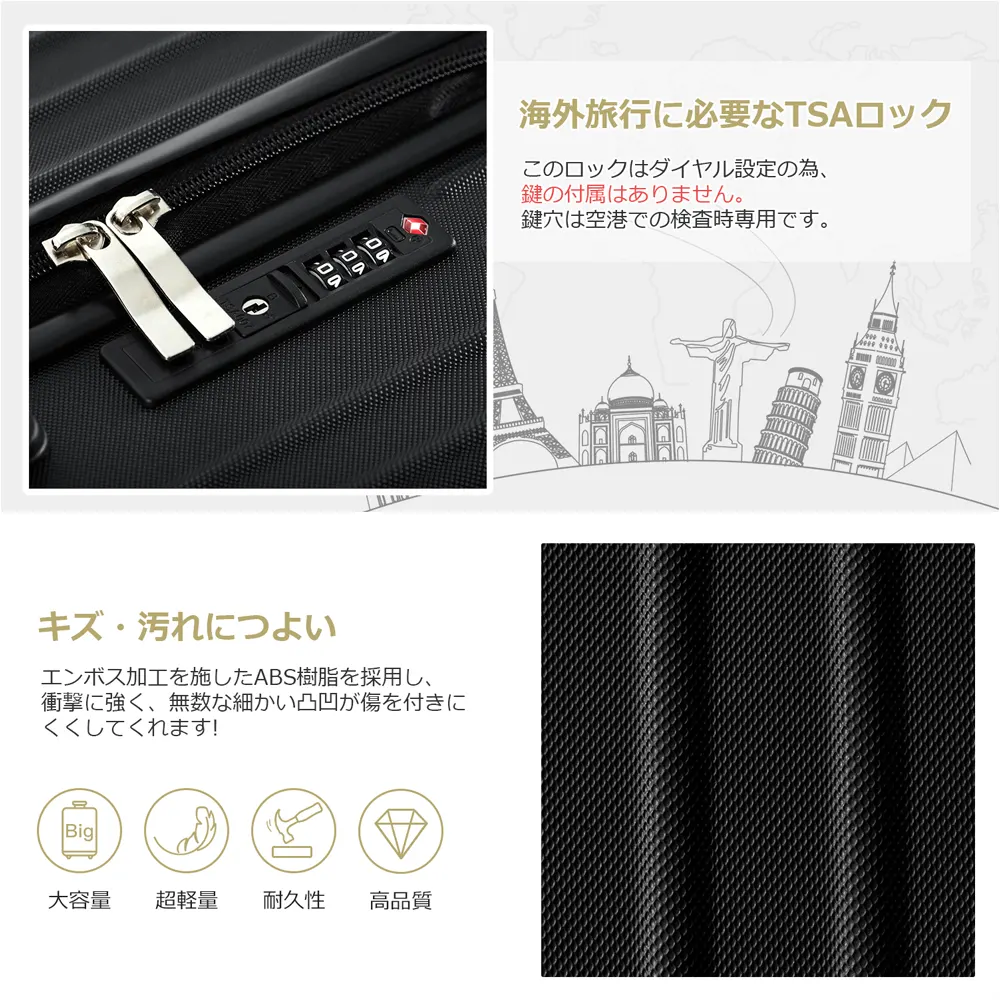 海外旅行に必要なTSAロック
このロックはダイヤル設定の為、
鍵の付属はありません。
鍵穴は空港での検査時専用です。
キズ・汚れにつよい
エンボス加工を施したABS樹脂を採用し、
衝撃に強く、無数な細かい凸凹が傷を付きに
くくしてくれます!
Big
大容量
超軽量
耐久性
高品質